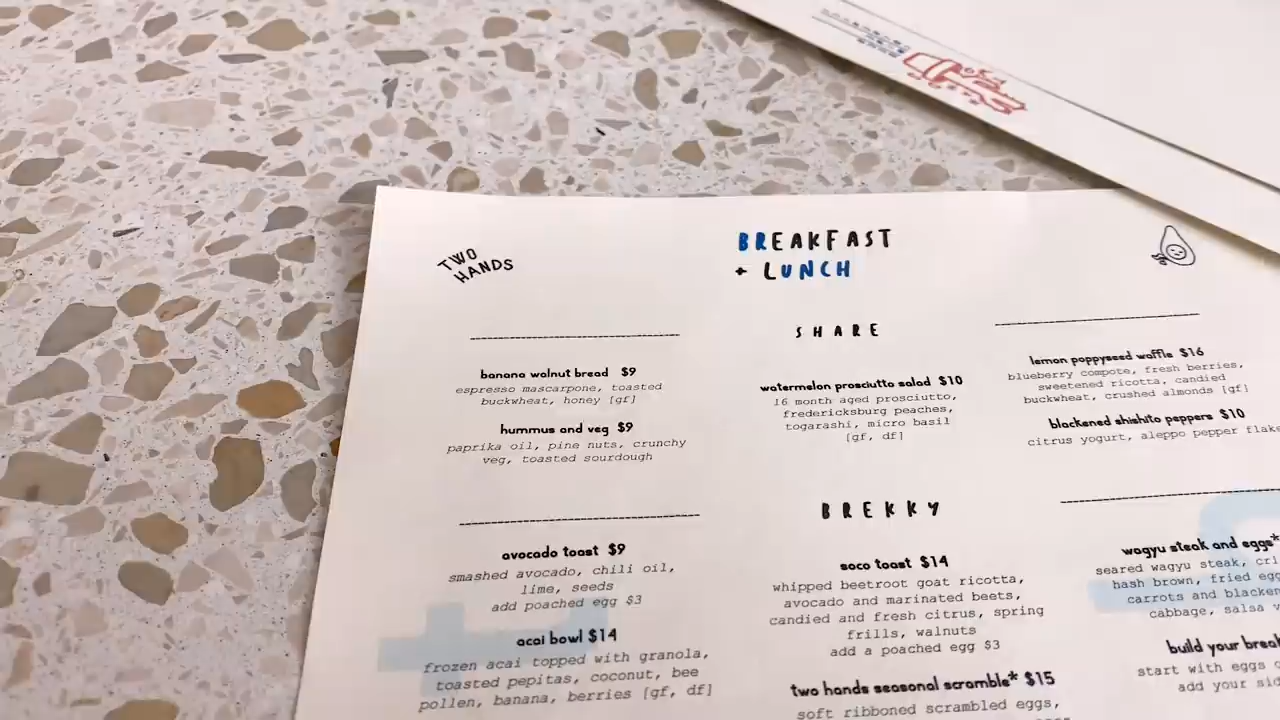 TWO
HANDS
BREAKFAST
+ LUNCH
SHARE
banana walnut bread $9
espresso mascarpone, toasted
buckwheat, honey [gf]
hummus and veg $9
paprika oil, pine nuts, crunchy
veg, toasted sourdough
watermelon prosciutto salad $10
16 month aged prosciutto,
fredericksburg peaches,
togarashi, micro basil
[gf, df]
lemon poppyseed waffle $16
blueberry compote, fresh berries,
sweetened ricotta, candied
buckwheat, crushed almonds [gf]
blackened shishito peppers $10
citrus yogurt, aleppo pepper flake
BREKKY
avocado toast $9
smashed avocado, chili oil,
lime, seeds
add poached egg $3
acai bowl $14
frozen acai topped with granola,
toasted pepitas, coconut, bee
pollen, banana, berries [gf, df]
soco toast $14
whipped beetroot goat ricotta,
avocado and marinated beets,
candied and fresh citrus, spring
frills, walnuts
add a poached egg $3
two hands seasonal scramble* $15
soft ribboned scrambled eggs,
wagyu steak and eggs*
seared wagyu steak,
hash brown, fried
carrots and
cabbage, salsa
build your
start with eggs
add your